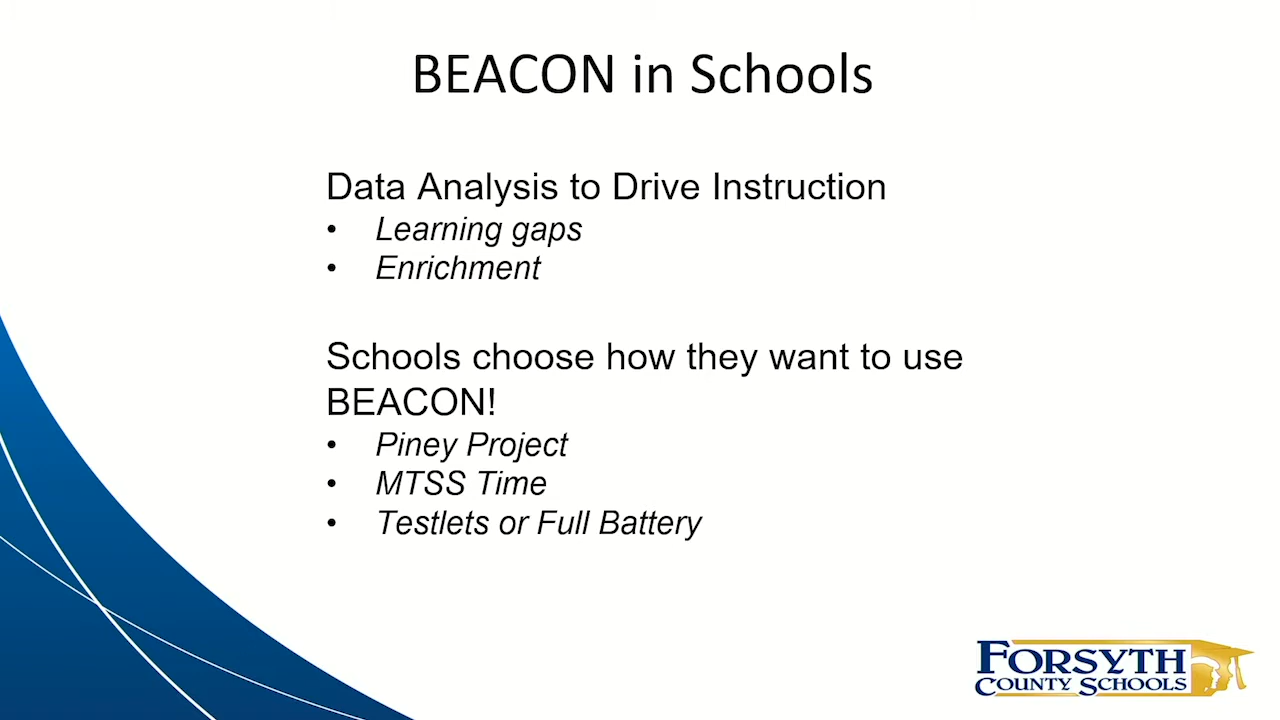 BEACON in Schools
Data Analysis to Drive Instruction
• Learning gaps
• Enrichment
Schools choose how they want to use
BEACON!
• Piney Project
• MTSS Time
• Testlets or Full Battery
FORSYTH
COUNTY SCHOOLS